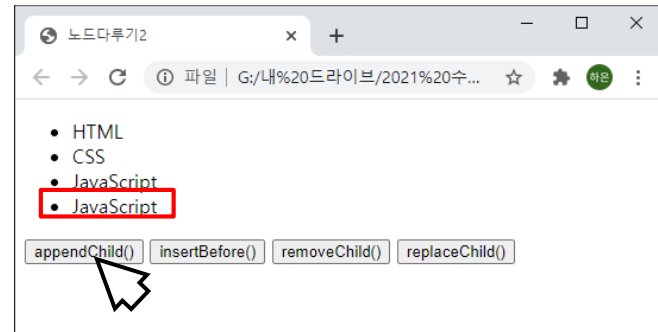 노드다루기2
파일 | G:/내%20드라이브/2021%20수...
하은
HTML
CSS
JavaScript
JavaScript
appendChild() insertBefore() removeChild() replaceChild()